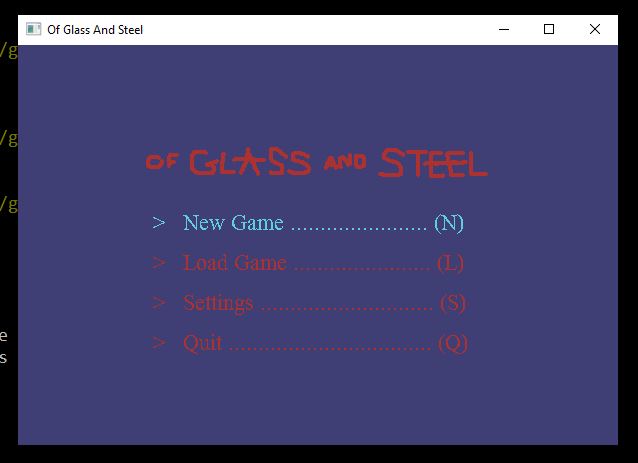 Of Glass And Steel
/g
OF GLASS AND STEEL
/g
/g
> New Game ....................... (N)
> Load Game ....................... (L)
> Settings ............................. (S)
> Quit .................................. (Q)
e
s